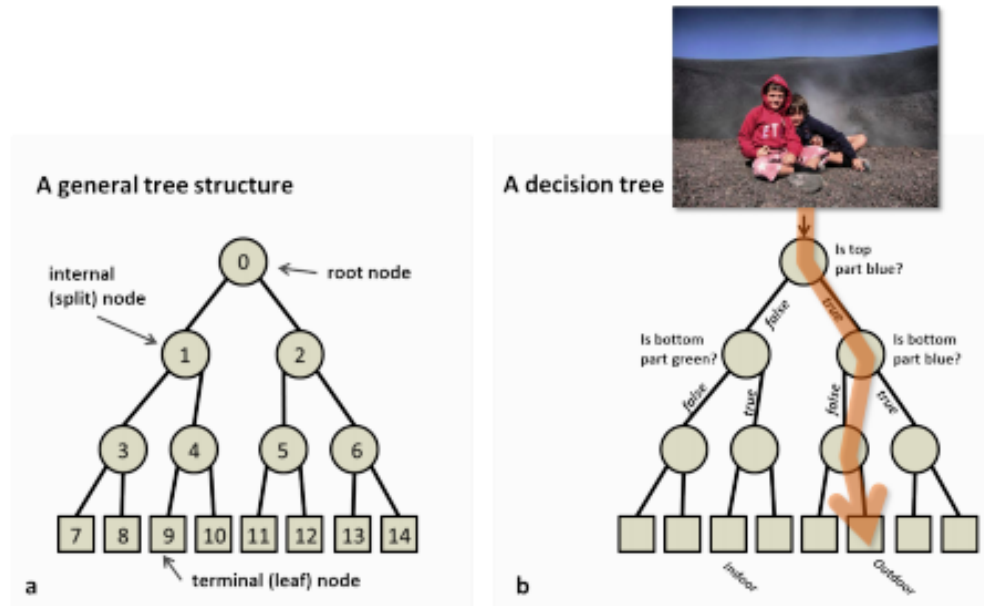 A general tree structure
0
root node
internal
(split) node
1
2
3
4
5
6
7
8
9
10
11
12
13
14
terminal (leaf) node
a
A decision tree
ET
Is top
part blue?
false
true
Is bottom
part green?
Is bottom
part blue?
false
true
false
true
Indoor
Outdoor
b